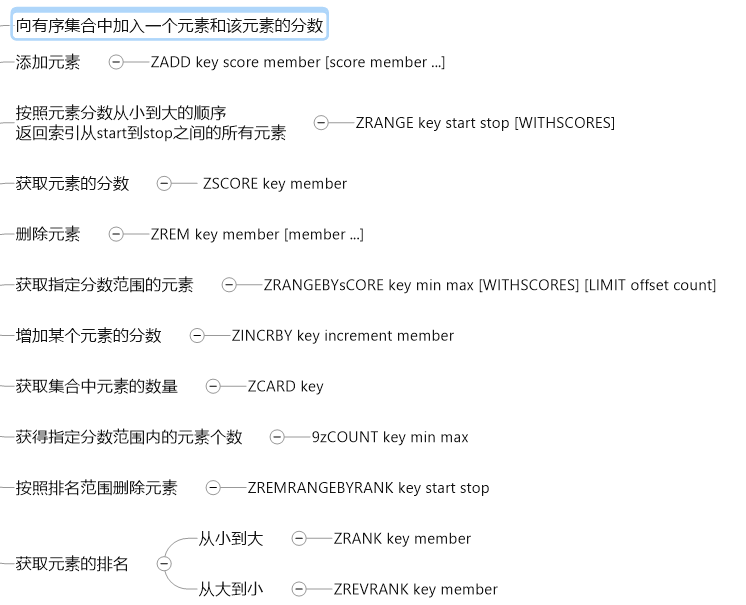 向有序集合中加入一个元素和该元素的分数
添加元素 ZADD key score member [score member ...]
按照元素分数从小到大的顺序
返回索引从start到stop之间的所有元素 ZRANGE key start stop [WITHSCORES]
获取元素的分数 ZSCORE key member
删除元素 ZREM key member [member ...]
获取指定分数范围的元素 ZRANGEBYsCORE key min max [WITHSCORES] [LIMIT offset count]
增加某个元素的分数 ZINCRBY key increment member
获取集合中元素的数量 ZCARD key
获得指定分数范围内的元素个数 9zCOUNT key min max
按照排名范围删除元素 ZREMRANGEBYRANK key start stop
获取元素的排名
从小到大 ZRANK key member
从大到小 ZREVRANK key member